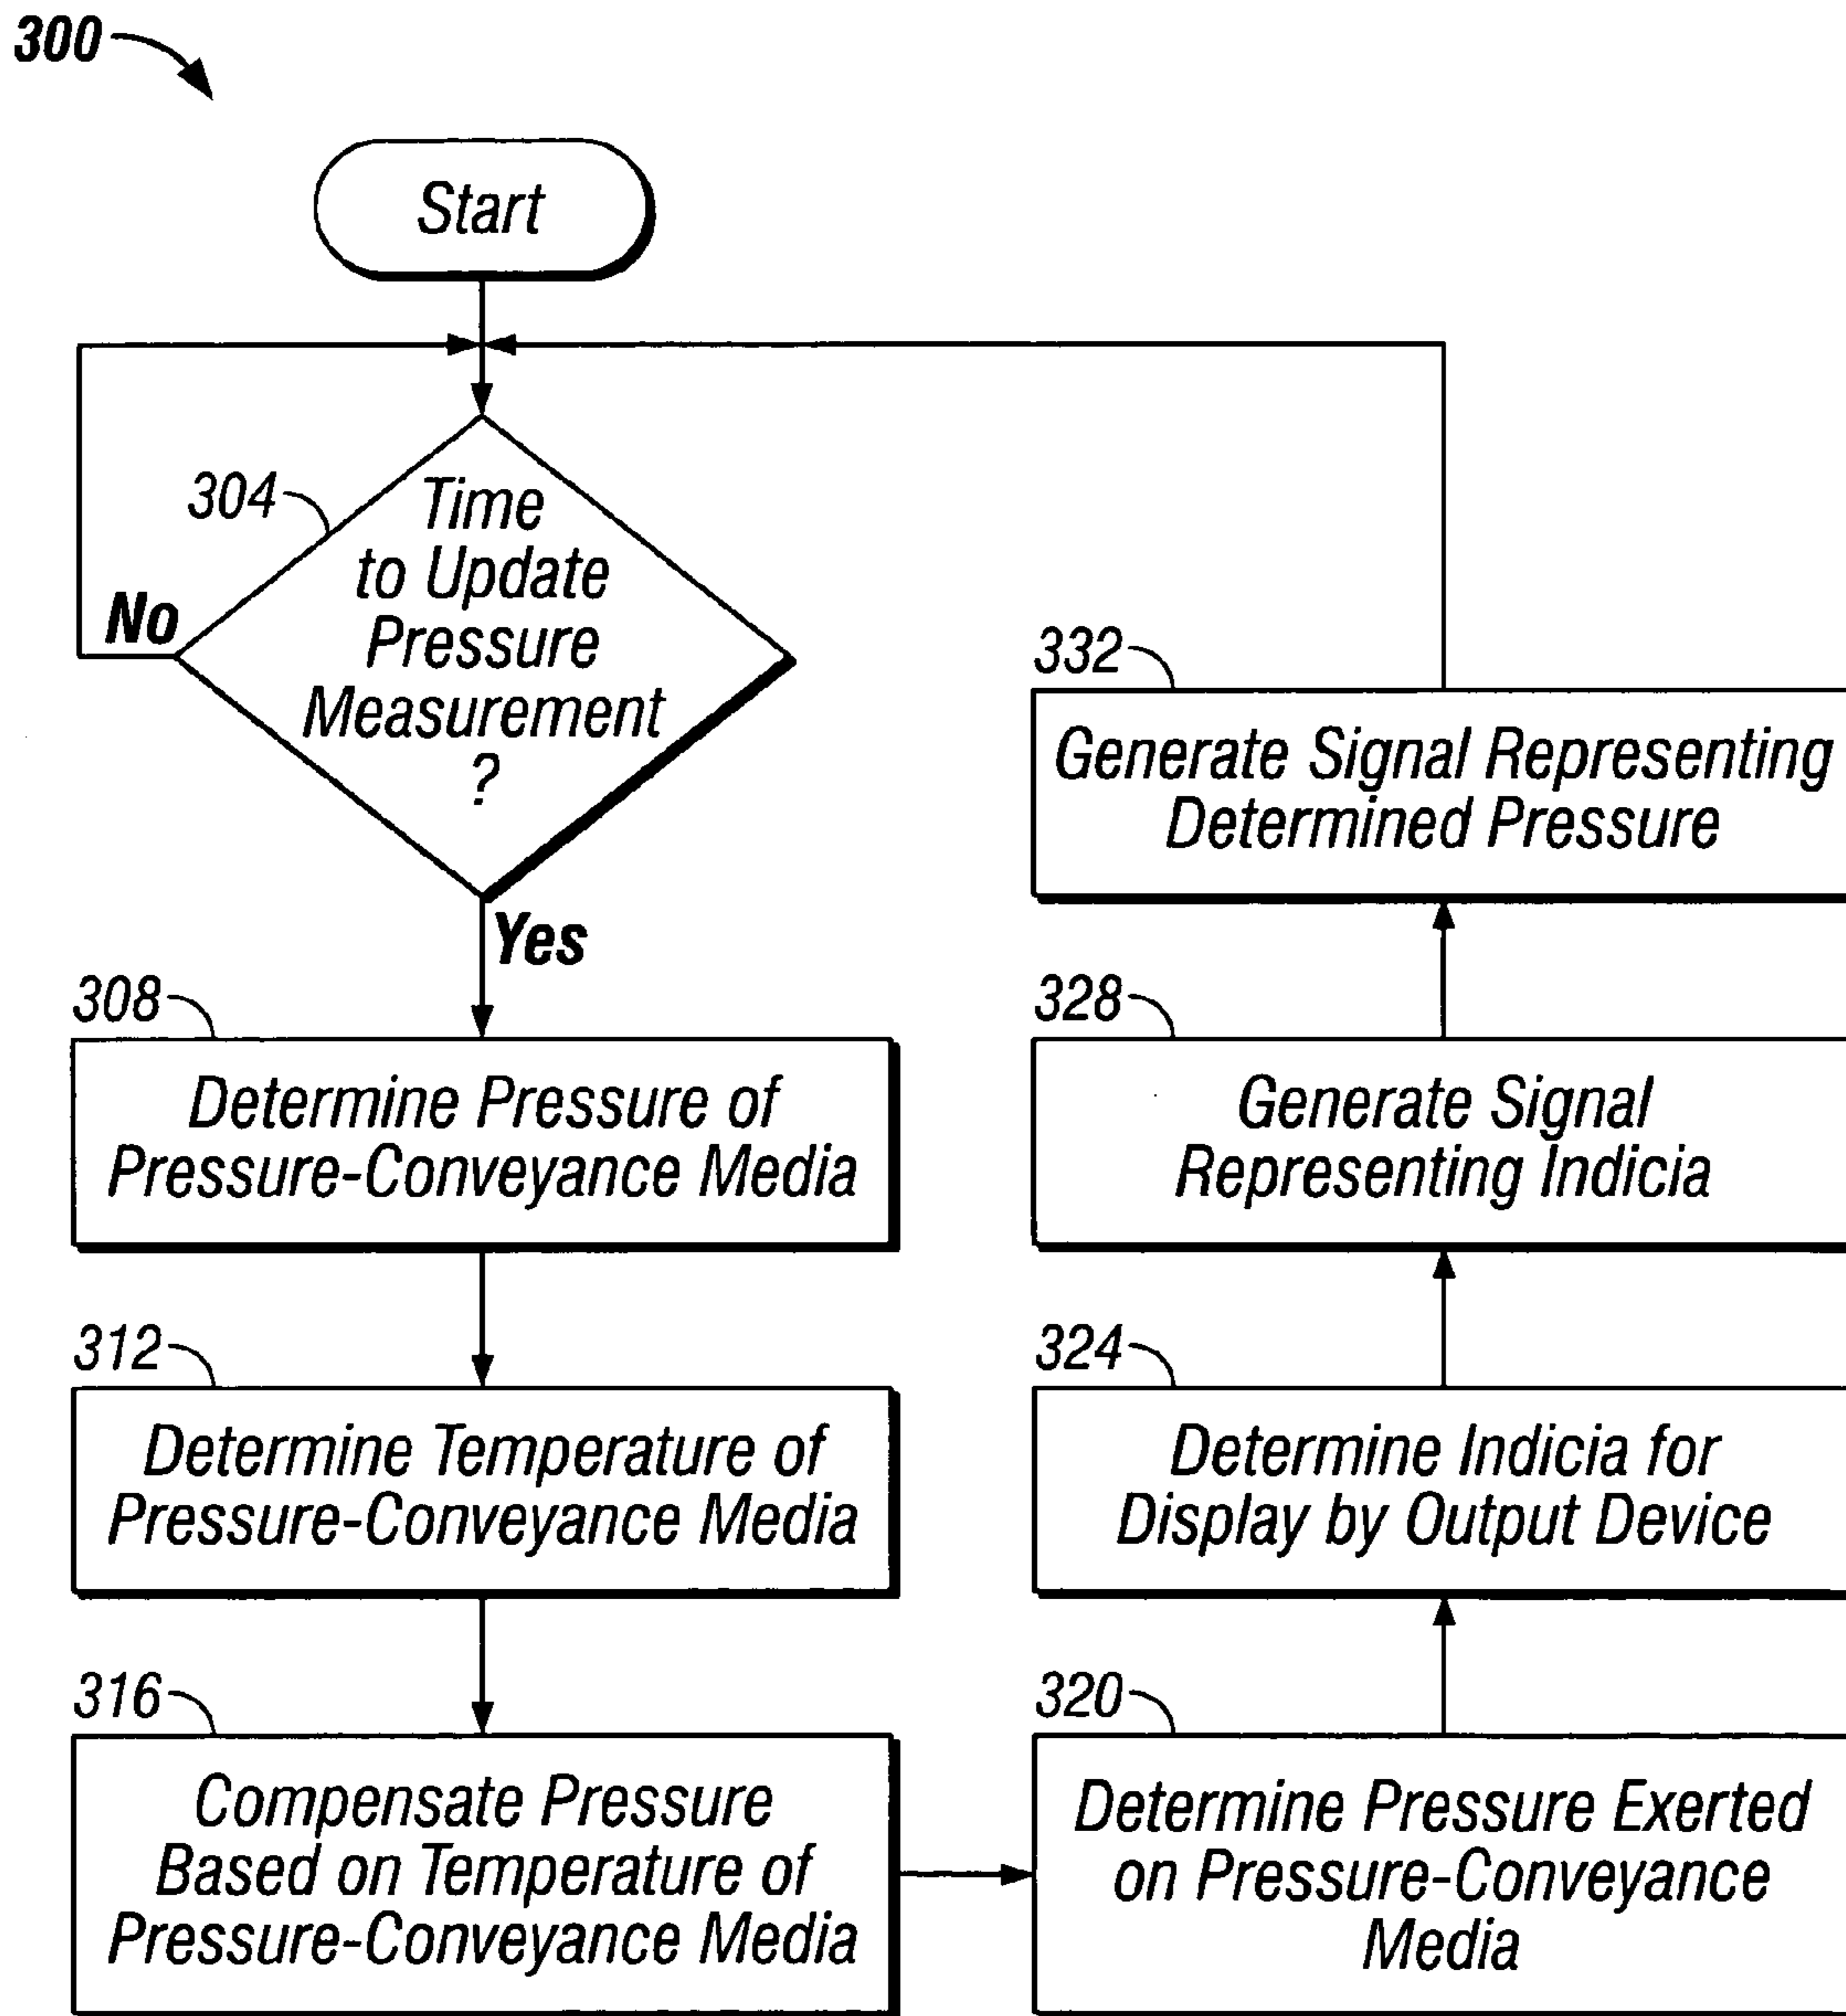 300
Start
304
Time
to Update
Pressure
Measurement
?
No
Yes
308
Determine Pressure of
Pressure-Conveyance Media
312
Determine Temperature of
Pressure-Conveyance Media
316
Compensate Pressure
Based on Temperature of
Pressure-Conveyance Media
320
Determine Pressure Exerted
on Pressure-Conveyance
Media
324
Determine Indicia for
Display by Output Device
328
Generate Signal
Representing Indicia
332
Generate Signal Representing
Determined Pressure